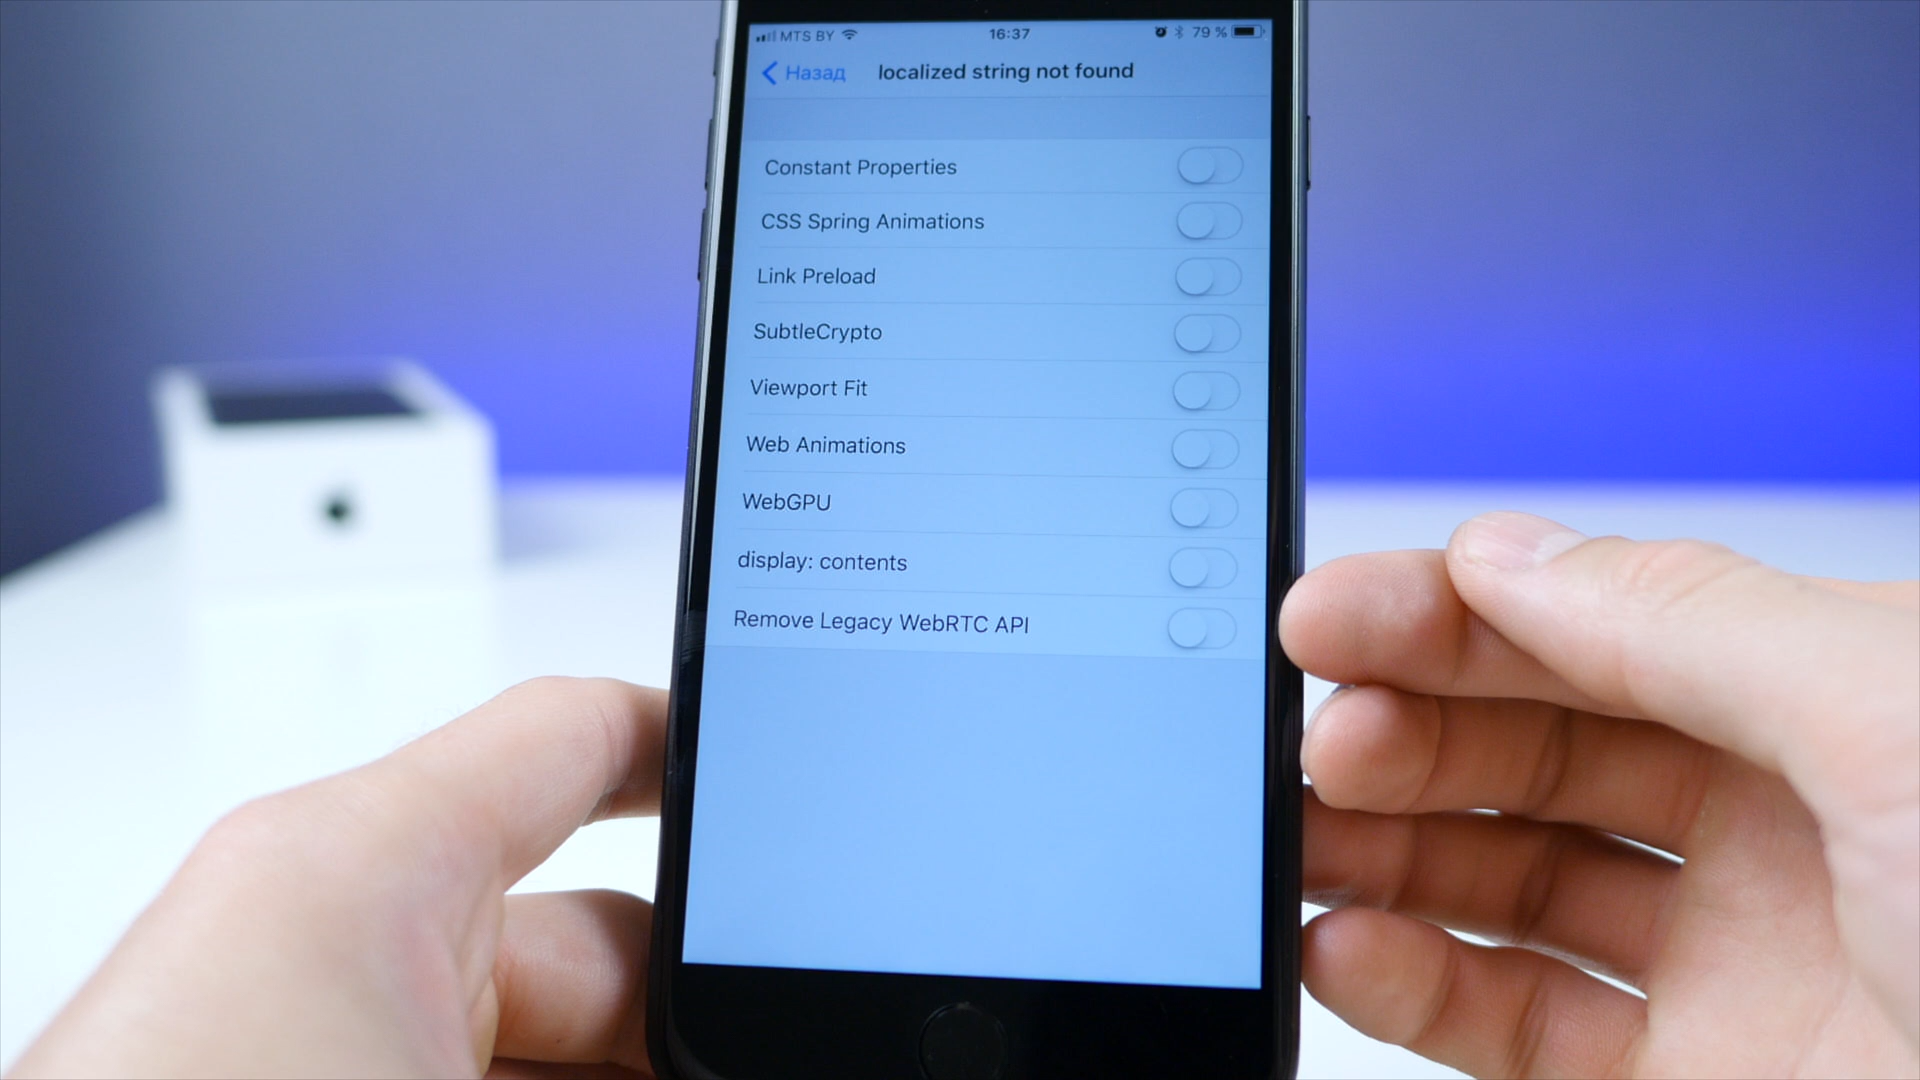 MTS BY 16:37 79 %
Назад localized string not found
Constant Properties
CSS Spring Animations
Link Preload
SubtleCrypto
Viewport Fit
Web Animations
WebGPU
display: contents
Remove Legacy WebRTC API